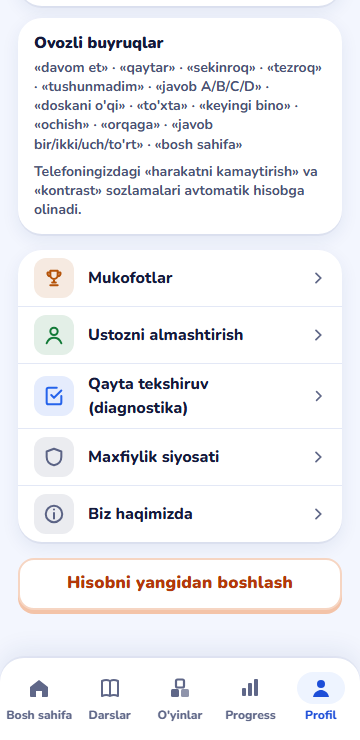 Ovozli buyruqlar
«davom et» · «qaytar» · «sekinroq» · «tezroq»
· «tushunmadim» · «javob A/B/C/D» ·
«doskani o'qi» · «to'xta» · «keyingi bino» ·
«ochish» · «orqaga» · «javob
bir/ikki/uch/to'rt» · «bosh sahifa»
Telefoningizdagi «harakatni kamaytirish» va
«kontrast» sozlamalari avtomatik hisobga
olinadi.
Mukofotlar
Ustozni almashtirish
Qayta tekshiruv
(diagnostika)
Maxfiylik siyosati
Biz haqimizda
Hisobni yangidan boshlash
Bosh sahifa Darslar O'yinlar Progress Profil